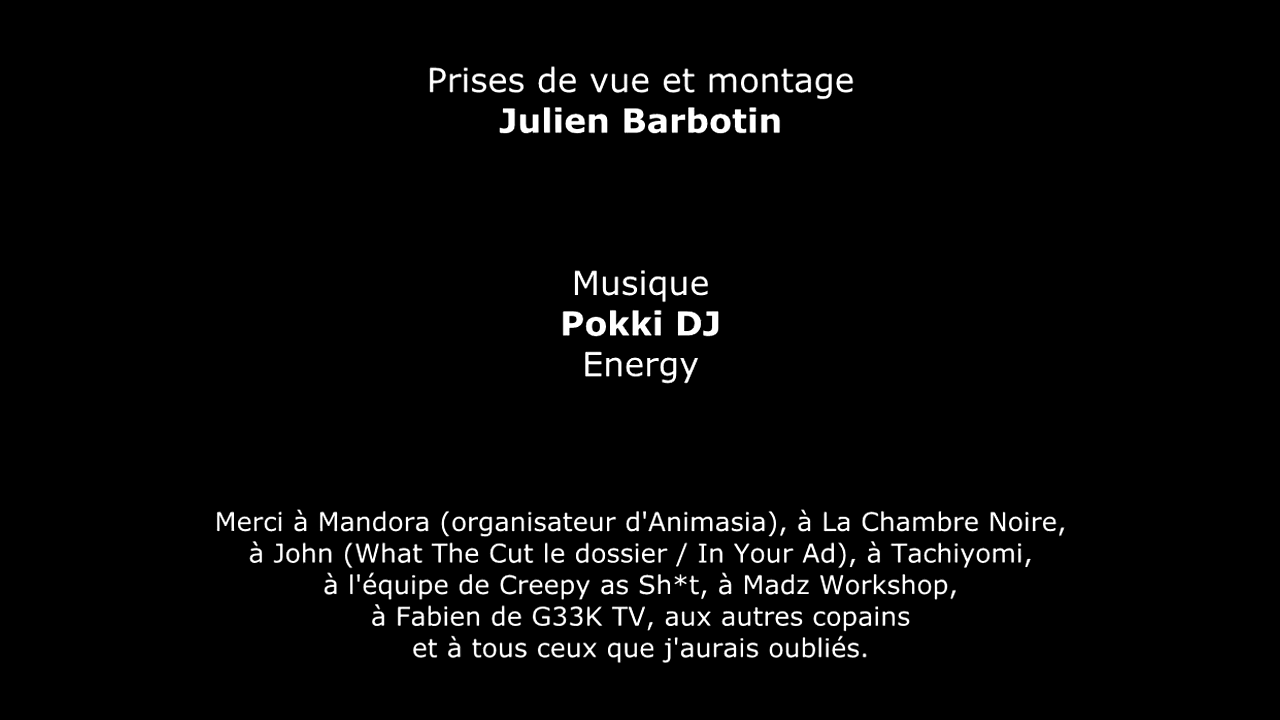 Prises de vue et montage
Julien Barbotin
Musique
Pokki DJ
Energy
Merci à Mandora (organisateur d'Animasia), à La Chambre Noire,
à John (What The Cut le dossier / In Your Ad), à Tachiyomi,
à l'équipe de Creepy as Sh*t, à Madz Workshop,
à Fabien de G33K TV, aux autres copains
et à tous ceux que j'aurais oubliés.